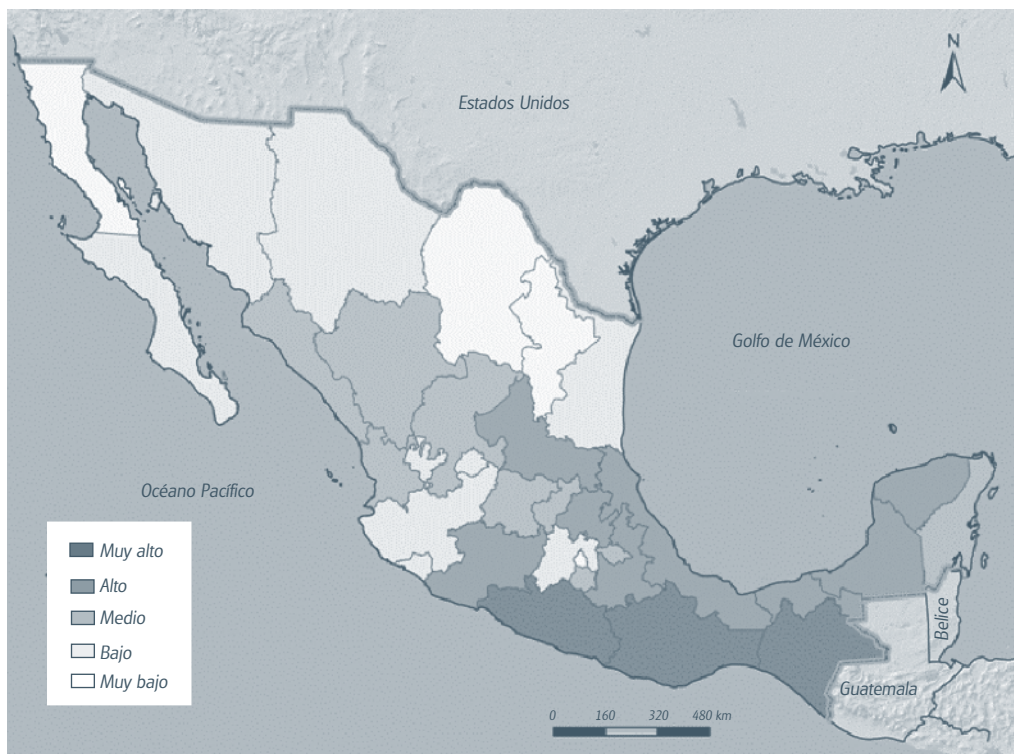 N
Estados Unidos
Golfo de México
Océano Pacífico
Muy alto
Alto
Medio
Bajo
Muy bajo
Belice
Guatemala
0 160 320 480 km